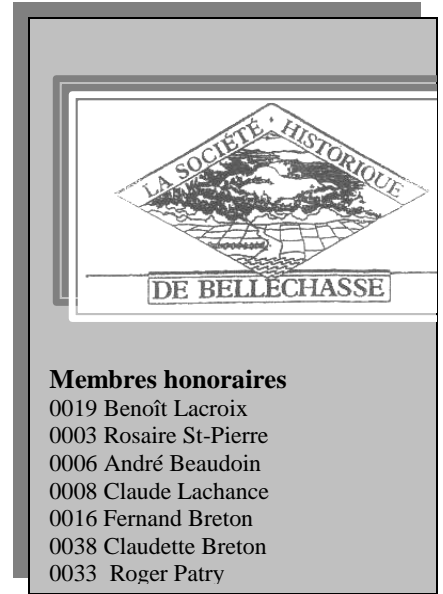 LA SOCIÉTÉ · HISTORIQUE
DE BELLECHASSE
Membres honoraires
0019 Benoît Lacroix
0003 Rosaire St-Pierre
0006 André Beaudoin
0008 Claude Lachance
0016 Fernand Breton
0038 Claudette Breton
0033 Roger Patry